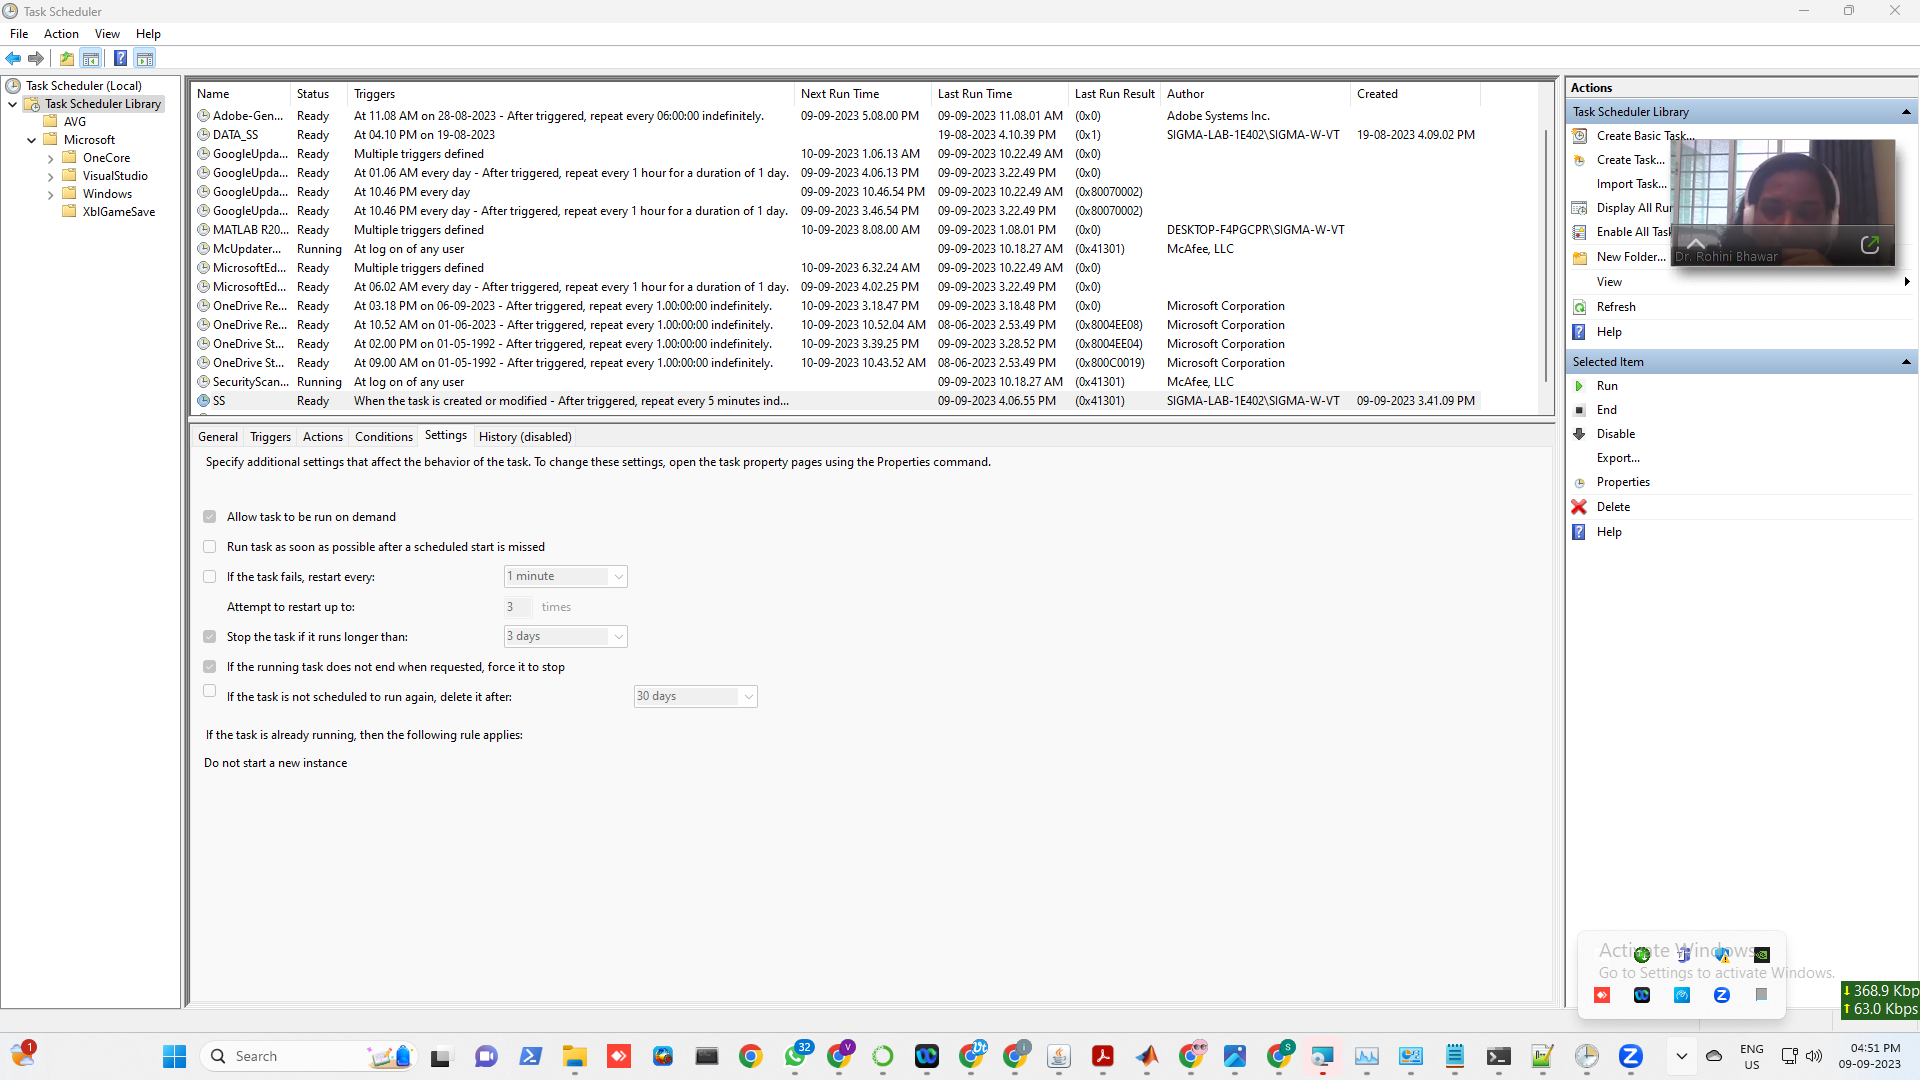 Task Scheduler
File Action View Help
Task Scheduler (Local)
Task Scheduler Library
AVG
Microsoft
OneCore
VisualStudio
Windows
XblGameSave
Name Status Triggers Next Run Time Last Run Time Last Run Result Author Created
Adobe-Gen... Ready At 11.08 AM on 28-08-2023 - After triggered, repeat every 06:00:00 indefinitely. 09-09-2023 5.08.00 PM 09-09-2023 11.08.01 AM (0x0) Adobe Systems Inc.
DATA_SS Ready At 04.10 PM on 19-08-2023 19-08-2023 4.10.39 PM (0x1) SIGMA-LAB-1E402\SIGMA-W-VT 19-08-2023 4.09.02 PM
GoogleUpda... Ready Multiple triggers defined 10-09-2023 1.06.13 AM 09-09-2023 10.22.49 AM (0x0)
GoogleUpda... Ready At 01.06 AM every day - After triggered, repeat every 1 hour for a duration of 1 day. 09-09-2023 4.06.13 PM 09-09-2023 3.22.49 PM (0x0)
GoogleUpda... Ready At 10.46 PM every day 09-09-2023 10.46.54 PM 09-09-2023 10.22.49 AM (0x80070002)
GoogleUpda... Ready At 10.46 PM every day - After triggered, repeat every 1 hour for a duration of 1 day. 09-09-2023 3.46.54 PM 09-09-2023 3.22.49 PM (0x80070002)
MATLAB R20... Ready Multiple triggers defined 10-09-2023 8.08.00 AM 09-09-2023 1.08.01 PM (0x0) DESKTOP-F4PGCPR\SIGMA-W-VT
McUpdater... Running At log on of any user 09-09-2023 10.18.27 AM (0x41301) McAfee, LLC
MicrosoftEd... Ready Multiple triggers defined 10-09-2023 6.32.24 AM 09-09-2023 10.22.49 AM (0x0)
MicrosoftEd... Ready At 06.02 AM every day - After triggered, repeat every 1 hour for a duration of 1 day. 09-09-2023 4.02.25 PM 09-09-2023 3.22.49 PM (0x0)
OneDrive Re... Ready At 03.18 PM on 06-09-2023 - After triggered, repeat every 1.00:00:00 indefinitely. 10-09-2023 3.18.47 PM 09-09-2023 3.18.48 PM (0x0) Microsoft Corporation
OneDrive Re... Ready At 10.52 AM on 01-06-2023 - After triggered, repeat every 1.00:00:00 indefinitely. 10-09-2023 10.52.04 AM 08-06-2023 2.53.49 PM (0x8004EE08) Microsoft Corporation
OneDrive St... Ready At 02.00 PM on 01-05-1992 - After triggered, repeat every 1.00:00:00 indefinitely. 10-09-2023 3.39.25 PM 09-09-2023 3.28.52 PM (0x8004EE04) Microsoft Corporation
OneDrive St... Ready At 09.00 AM on 01-05-1992 - After triggered, repeat every 1.00:00:00 indefinitely. 10-09-2023 10.43.52 AM 08-06-2023 2.53.49 PM (0x800C0019) Microsoft Corporation
SecurityScan... Running At log on of any user 09-09-2023 10.18.27 AM (0x41301) McAfee, LLC
SS Ready When the task is created or modified - After triggered, repeat every 5 minutes ind... 09-09-2023 4.06.55 PM (0x41301) SIGMA-LAB-1E402\SIGMA-W-VT 09-09-2023 3.41.09 PM
General Triggers Actions Conditions Settings History (disabled)
Specify additional settings that affect the behavior of the task. To change these settings, open the task property pages using the Properties command.
Allow task to be run on demand
Run task as soon as possible after a scheduled start is missed
If the task fails, restart every: 1 minute
Attempt to restart up to: 3 times
Stop the task if it runs longer than: 3 days
If the running task does not end when requested, force it to stop
If the task is not scheduled to run again, delete it after: 30 days
If the task is already running, then the following rule applies:
Do not start a new instance
Actions
Task Scheduler Library
Create Basic Task...
Create Task...
Import Task...
Display All Run
Enable All Task
New Folder...
View
Refresh
Help
Dr. Rohini Bhawar
Selected Item
Run
End
Disable
Export...
Properties
Delete
Help
Activate Windows
Go to Settings to activate Windows.
368.9 Kbp
63.0 Kbps
1
Search
32
ENG
US
04:51 PM
09-09-2023